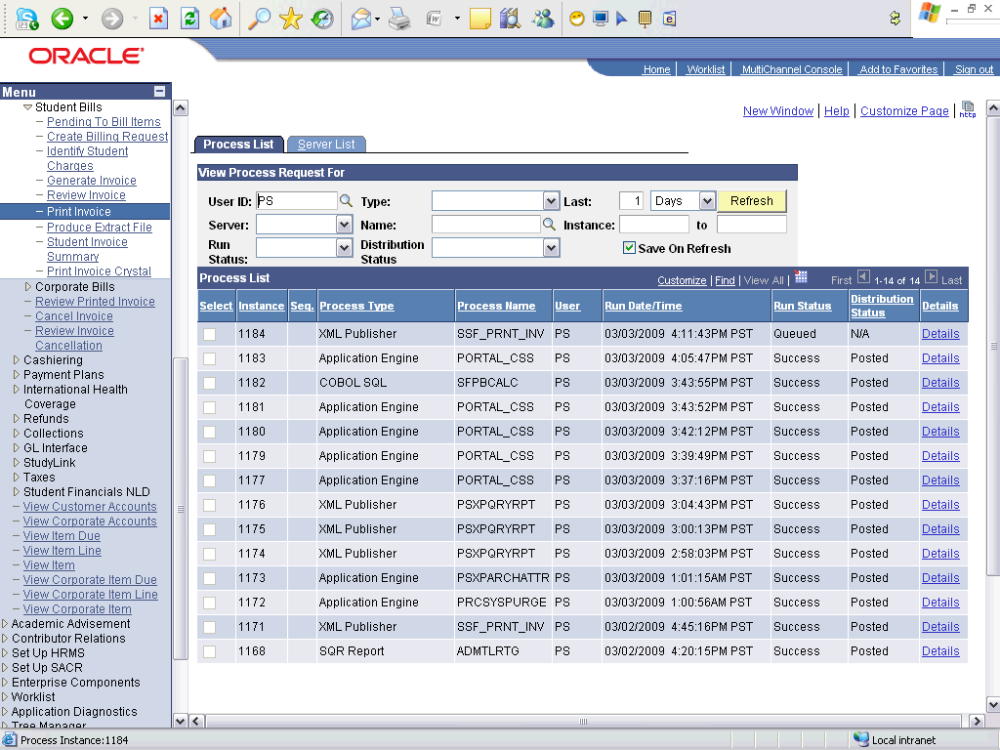 ORACLE®
Home Worklist MultiChannel Console Add to Favorites Sign out
Menu
Student Bills
Pending To Bill Items
Create Billing Request
Identify Student
Charges
Generate Invoice
Review Invoice
Print Invoice
Produce Extract File
Student Invoice
Summary
Print Invoice Crystal
Corporate Bills
Review Printed Invoice
Cancel Invoice
Review Invoice
Cancellation
Cashiering
Payment Plans
International Health
Coverage
Refunds
Collections
GL Interface
StudyLink
Taxes
Student Financials NLD
View Customer Accounts
View Corporate Accounts
View Item Due
View Item Line
View Item
View Corporate Item Due
View Corporate Item Line
View Corporate Item
Academic Advisement
Contributor Relations
Set Up HRMS
Set Up SACR
Enterprise Components
Worklist
Application Diagnostics
Tree Manager
New Window | Help | Customize Page | http
Process List Server List
View Process Request For
User ID: PS Type: Last: 1 Days Refresh
Server: Name: Instance: to
Run Status: Distribution Status Save On Refresh
Process List Customize | Find | View All | First 1-14 of 14 Last
Select Instance Seq. Process Type Process Name User Run Date/Time Run Status Distribution Status Details
1184 XML Publisher SSF_PRNT_INV PS 03/03/2009 4:11:43PM PST Queued N/A Details
1183 Application Engine PORTAL_CSS PS 03/03/2009 4:05:47PM PST Success Posted Details
1182 COBOL SQL SFPBCALC PS 03/03/2009 3:43:55PM PST Success Posted Details
1181 Application Engine PORTAL_CSS PS 03/03/2009 3:43:52PM PST Success Posted Details
1180 Application Engine PORTAL_CSS PS 03/03/2009 3:42:12PM PST Success Posted Details
1179 Application Engine PORTAL_CSS PS 03/03/2009 3:39:49PM PST Success Posted Details
1177 Application Engine PORTAL_CSS PS 03/03/2009 3:37:16PM PST Success Posted Details
1176 XML Publisher PSXPQRYRPT PS 03/03/2009 3:04:43PM PST Success Posted Details
1175 XML Publisher PSXPQRYRPT PS 03/03/2009 3:00:13PM PST Success Posted Details
1174 XML Publisher PSXPQRYRPT PS 03/03/2009 2:58:03PM PST Success Posted Details
1173 Application Engine PSXPARCHATTR PS 03/03/2009 1:01:15AM PST Success Posted Details
1172 Application Engine PRCSYSPURGE PS 03/03/2009 1:00:56AM PST Success Posted Details
1171 XML Publisher SSF_PRNT_INV PS 03/02/2009 4:45:16PM PST Success Posted Details
1168 SQR Report ADMTLRTG PS 03/02/2009 4:20:15PM PST Success Posted Details
Process Instance:1184 Local intranet